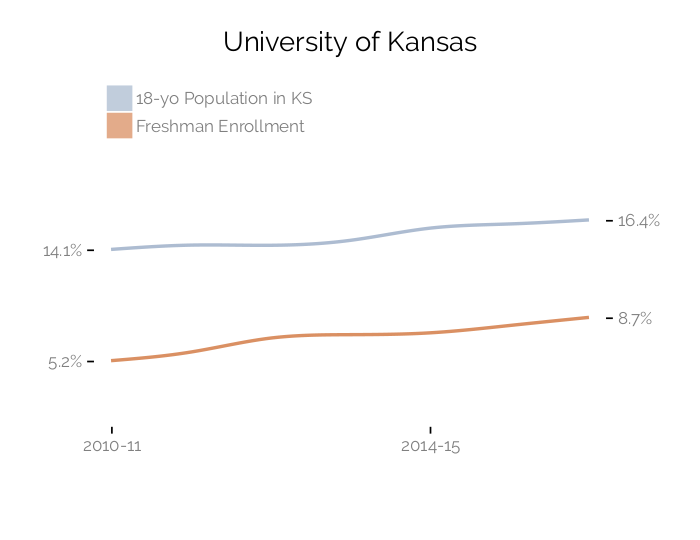 University of Kansas
18-yo Population in KS
Freshman Enrollment
16.4%
14.1%
8.7%
5.2%
2010-11 2014-15